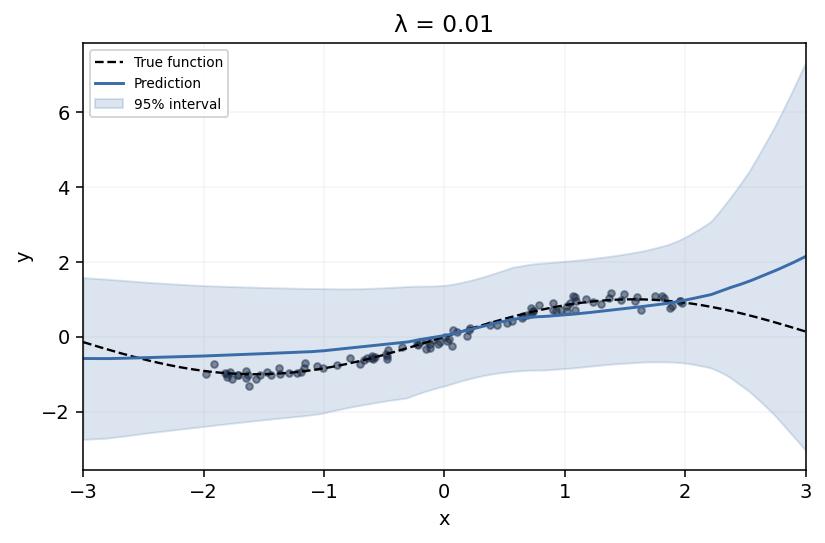 λ = 0.01
True function
Prediction
95% interval
6
4
2
0
−2
y
−3 −2 −1 0 1 2 3
x